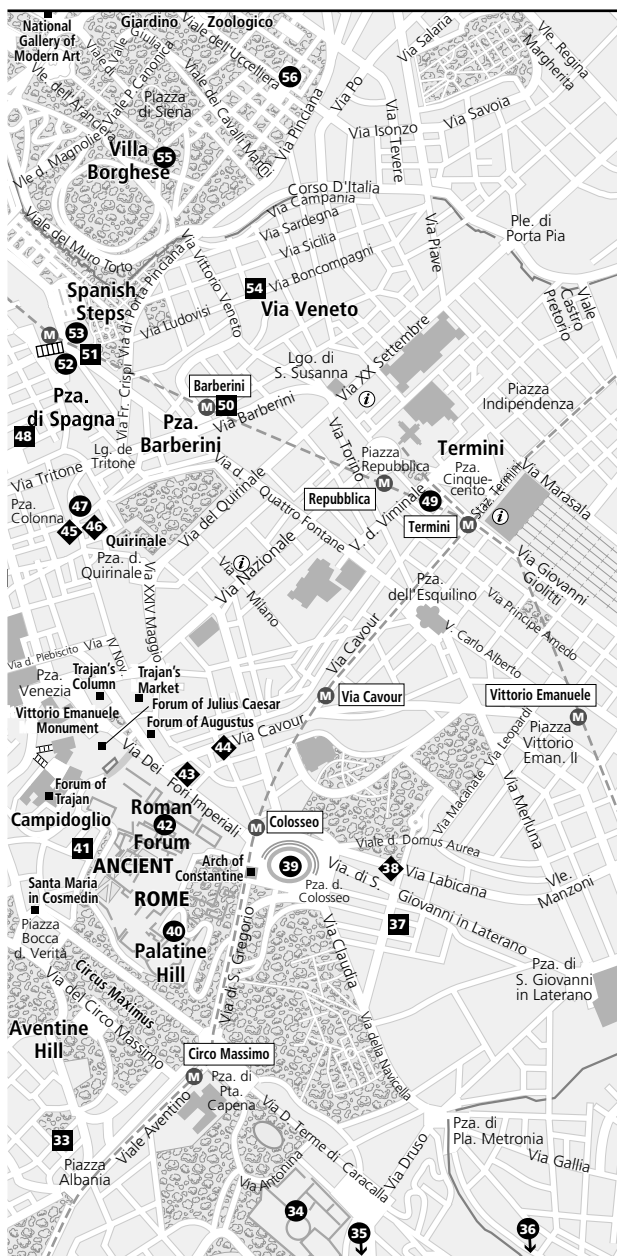 National
Gallery of
Modern Art
Giardino
Zoologico
Viale
Giulia
Viale di
Viale dell'Uccelliera
56
Via Salaria
Vle. Regina
Margherita
Vle. dell'Aranciera
Viale P. Canonica
Piazza
di Siena
Viale dei Cavalli Marini
Via Pinciana
Via Po
Via Isonzo
Via Tevere
Via Savoia
Vle d. Magnolie
Villa
Borghese
55
Corso D'Italia
Via Campania
Via Sardegna
Via Sicilia
Via Piave
Ple. di
Porta Pia
Viale del Muro Torto
Via di Porta Pinciana
Via Vittorio Veneto
54
Via Boncompagni
Via Veneto
Viale
Castro
Pretorio
Spanish
Steps
Via Ludovisi
M
53
52
51
Via Fr. Crispi
Lgo. di
S. Susanna
Via XX Settembre
i
Barberini
M
50
Via Barberini
Piazza
Indipendenza
Pza.
di Spagna
Pza.
Barberini
48
Lg. de
Tritone
Via Tritone
Via Torino
Piazza
Repubblica
Termini
Pza.
Cinque-
cento
Via Marasala
Repubblica
M
49
Staz. Termini
i
Termini
M
Pza.
Colonna
47
45
46
Quirinale
Pza. d.
Quirinale
Via del Quirinale
Via d.
Quattro Fontane
V. d. Viminale
Via Giovanni
Giolitti
i
Via Nazionale
Via
Milano
Via XXIV Maggio
Pza.
dell'Esquilino
Via Principe Amedo
V. Carlo Alberto
Via d. Plebiscito
Via
IV Nov.
Via Cavour
Pza.
Venezia
Trajan's
Column
Trajan's
Market
M
Via Cavour
Vittorio Emanuele
M
Vittorio Emanuele
Monument
Forum of Julius Caesar
Forum of Augustus
44
Via Cavour
Piazza
Vittorio
Eman. II
Via Leopardi
Via Macanate
Via Merluna
43
Via Dei
Fori Imperiali
Forum of
Trajan
Campidoglio
Roman
42
Forum
Colosseo
M
Viale d. Domus Aurea
41
ANCIENT
ROME
Arch of
Constantine
39
Pza. d.
Colosseo
38
Via Labicana
Vle.
Manzoni
Via. di S.
Giovanni in Laterano
37
Santa Maria
in Cosmedin
Piazza
Bocca
d. Verità
40
Palatine
Hill
Via di S. Gregorio
Via Claudia
Pza. di
S. Giovanni
in Laterano
Circus Maximus
Via del Circo Massimo
Aventine
Hill
Via della Navicella
Circo Massimo
M
Pza. di
Pta.
Capena
Viale Aventino
33
Piazza
Albania
Via D. Terme di Caracalla
Via Antonina
Via Druso
Pza. di
Pla. Metronia
Via Gallia
34
35
36